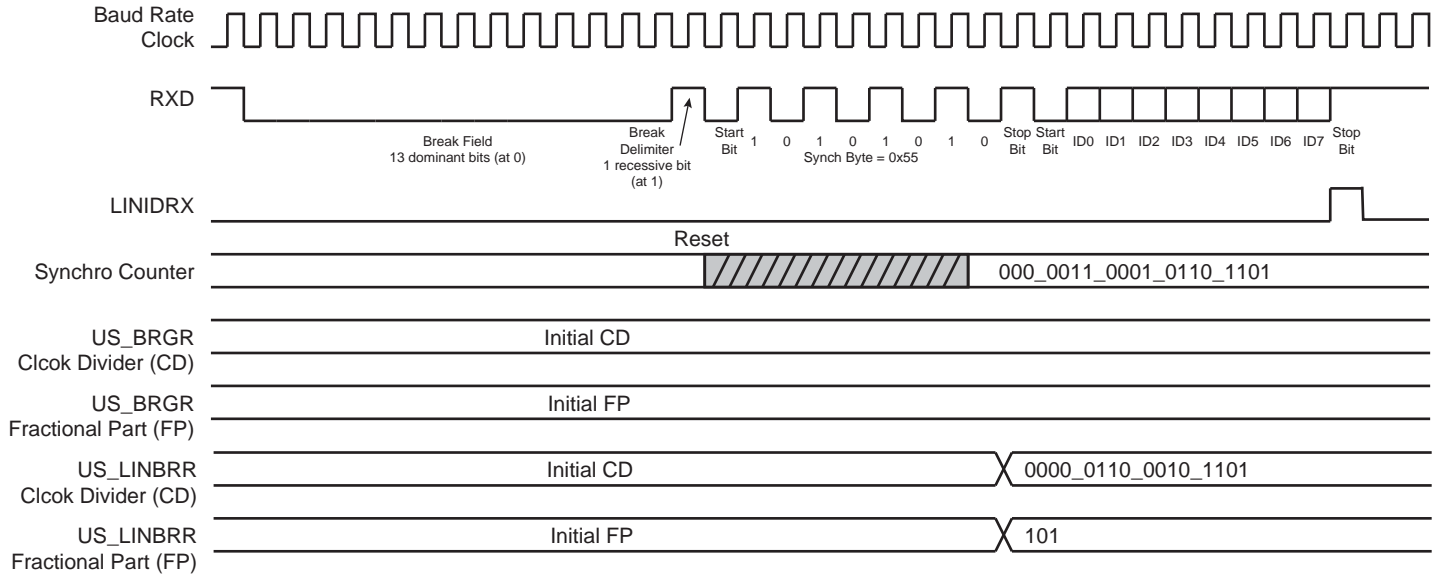 Baud Rate
Clock
RXD
Break Field
13 dominant bits (at 0)
Break
Delimiter
1 recessive bit
(at 1)
Start
Bit
1 0 1 0 1 0 1 0
Synch Byte = 0x55
Stop
Bit
Start
Bit
ID0 ID1 ID2 ID3 ID4 ID5 ID6 ID7
Stop
Bit
LINIDRX
Reset
Synchro Counter
000_0011_0001_0110_1101
US_BRGR
Clcok Divider (CD)
Initial CD
US_BRGR
Fractional Part (FP)
Initial FP
US_LINBRR
Clcok Divider (CD)
Initial CD
0000_0110_0010_1101
US_LINBRR
Fractional Part (FP)
Initial FP
101